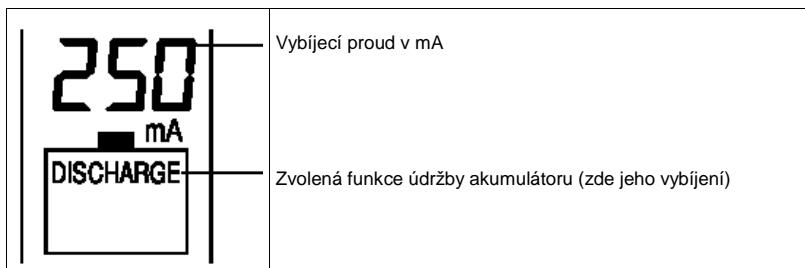 250
Vybíjecí proud v mA
mA
DISCHARGE
Zvolená funkce údržby akumulátoru (zde jeho vybíjení)